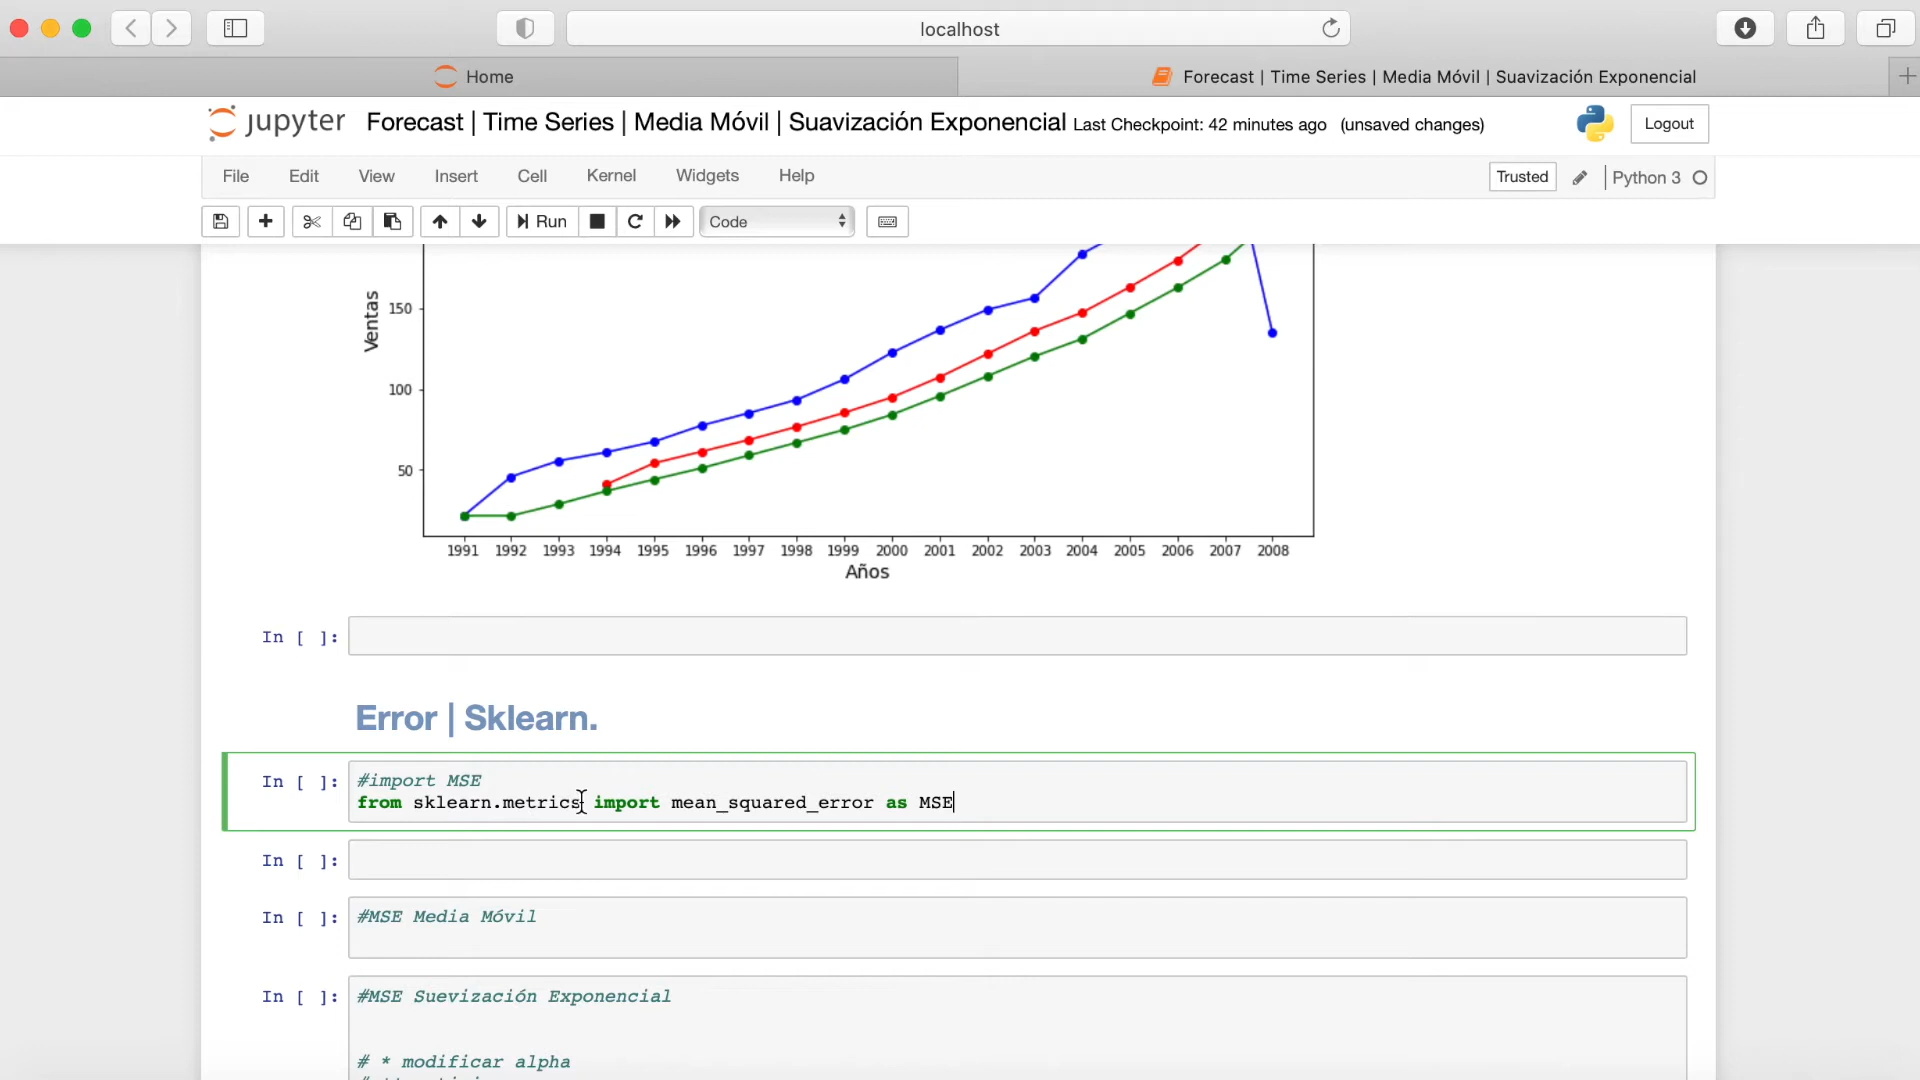 localhost
Home
Forecast | Time Series | Media Móvil | Suavización Exponencial
jupyter Forecast | Time Series | Media Móvil | Suavización Exponencial Last Checkpoint: 42 minutes ago (unsaved changes)
Logout
File Edit View Insert Cell Kernel Widgets Help
Trusted
Python 3
Run
Code
Ventas
150
100
50
1991 1992 1993 1994 1995 1996 1997 1998 1999 2000 2001 2002 2003 2004 2005 2006 2007 2008
Años
In [ ]:
Error | Sklearn.
In [ ]: #import MSE
from sklearn.metrics import mean_squared_error as MSE
In [ ]:
In [ ]: #MSE Media Móvil
In [ ]: #MSE Suevización Exponencial
# * modificar alpha